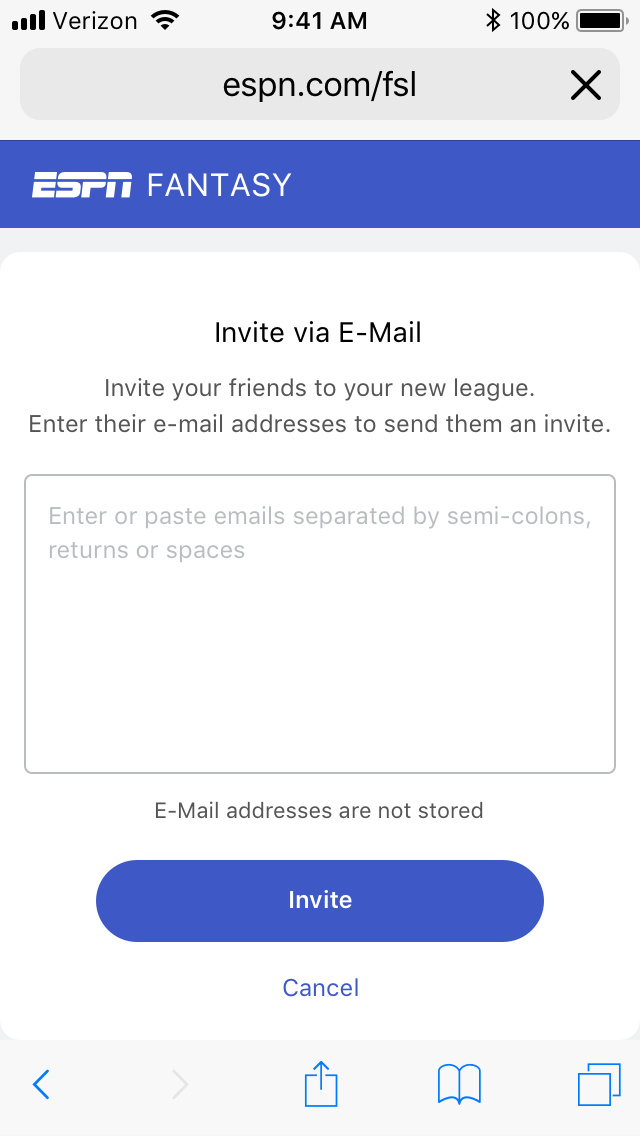 Verizon 9:41 AM 100%
espn.com/fsl
ESPN FANTASY
Invite via E-Mail
Invite your friends to your new league.
Enter their e-mail addresses to send them an invite.
Enter or paste emails separated by semi-colons,
returns or spaces
E-Mail addresses are not stored
Invite
Cancel